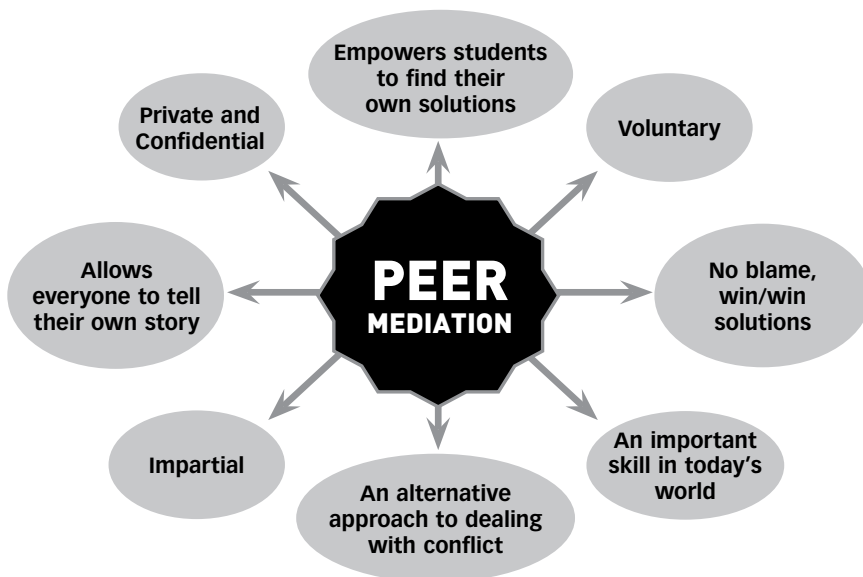 Empowers students
to find their
own solutions
Private and
Confidential
Voluntary
Allows
everyone to tell
their own story
PEER
MEDIATION
No blame,
win/win
solutions
Impartial
An alternative
approach to dealing
with conflict
An important
skill in today's
world